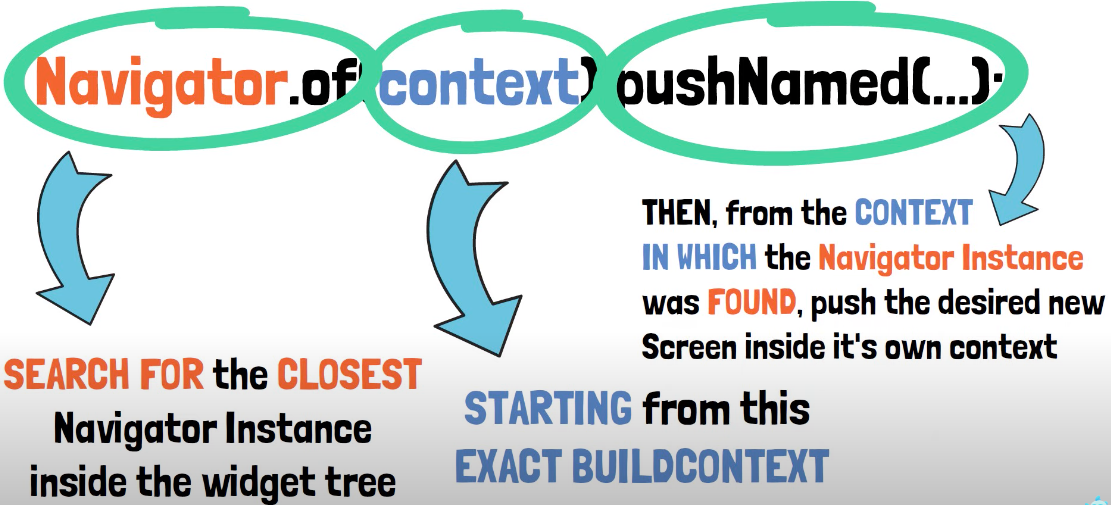 Navigator.of(context).pushNamed(...);
THEN, from the CONTEXT
IN WHICH the Navigator Instance
was FOUND, push the desired new
Screen inside it's own context
SEARCH FOR the CLOSEST
Navigator Instance
inside the widget tree
STARTING from this
EXACT BUILDCONTEXT